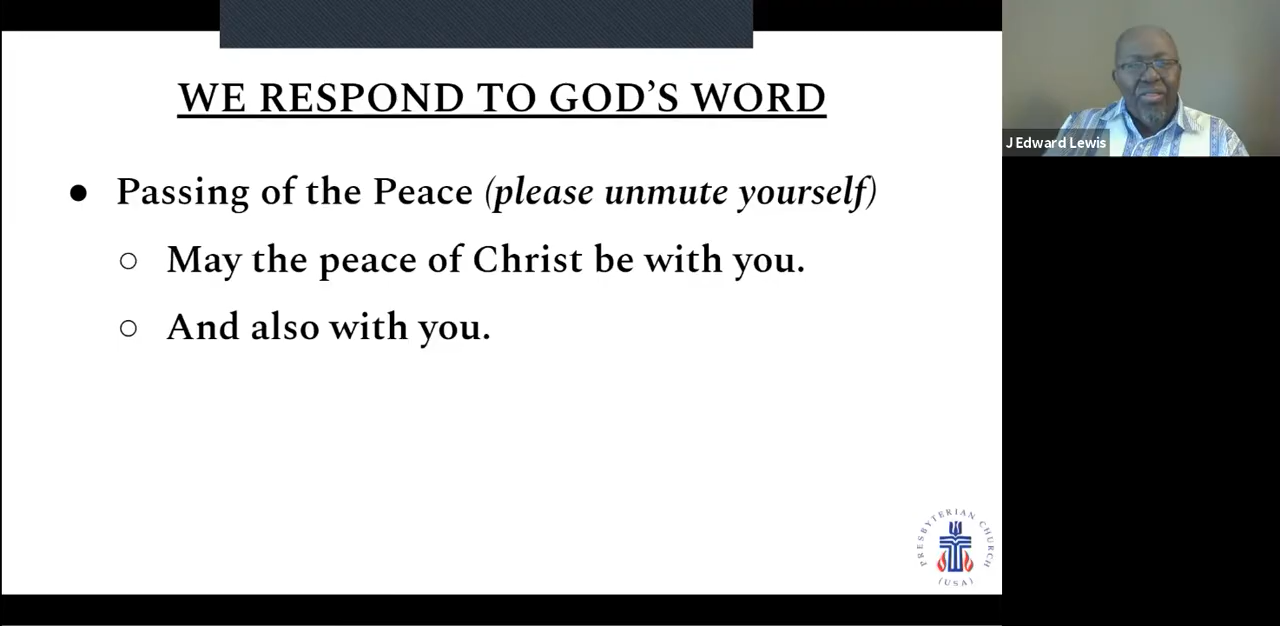 WE RESPOND TO GOD'S WORD
● Passing of the Peace (please unmute yourself)
○ May the peace of Christ be with you.
○ And also with you.
J Edward Lewis
PRESBYTERIAN CHURCH
(USA)